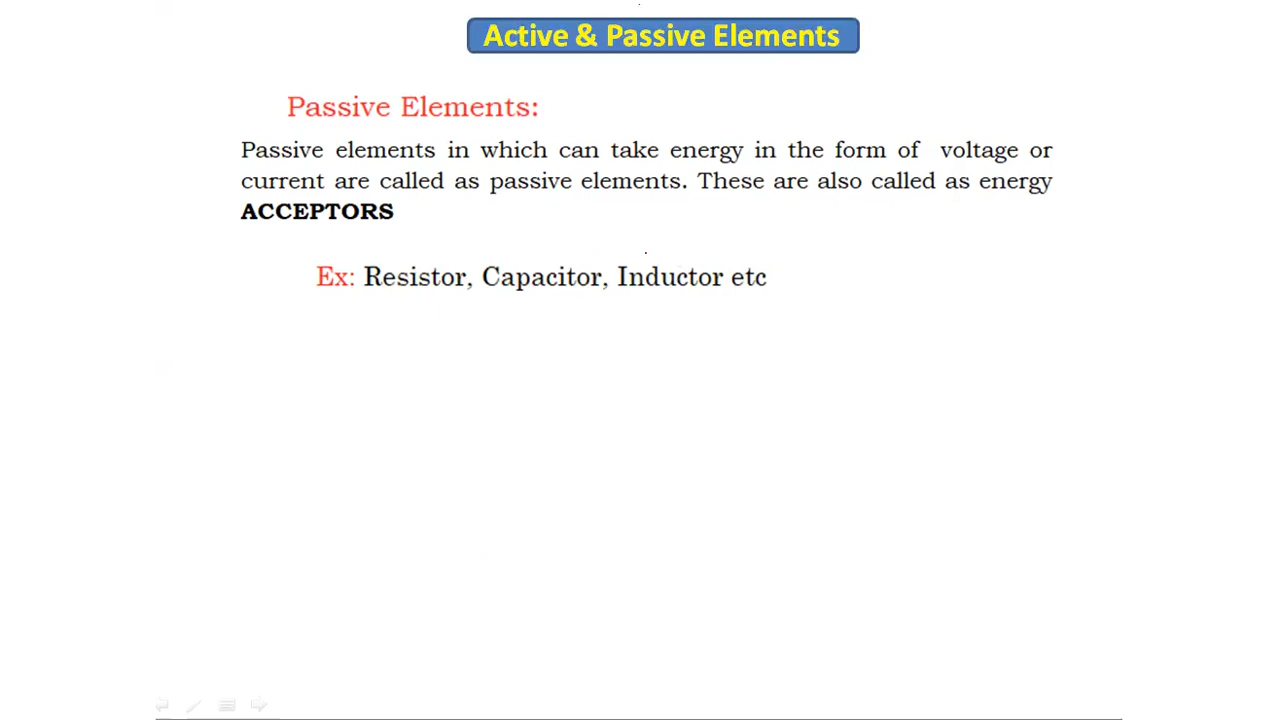 Active & Passive Elements
Passive Elements:
Passive elements in which can take energy in the form of voltage or
current are called as passive elements. These are also called as energy
ACCEPTORS
Ex: Resistor, Capacitor, Inductor etc